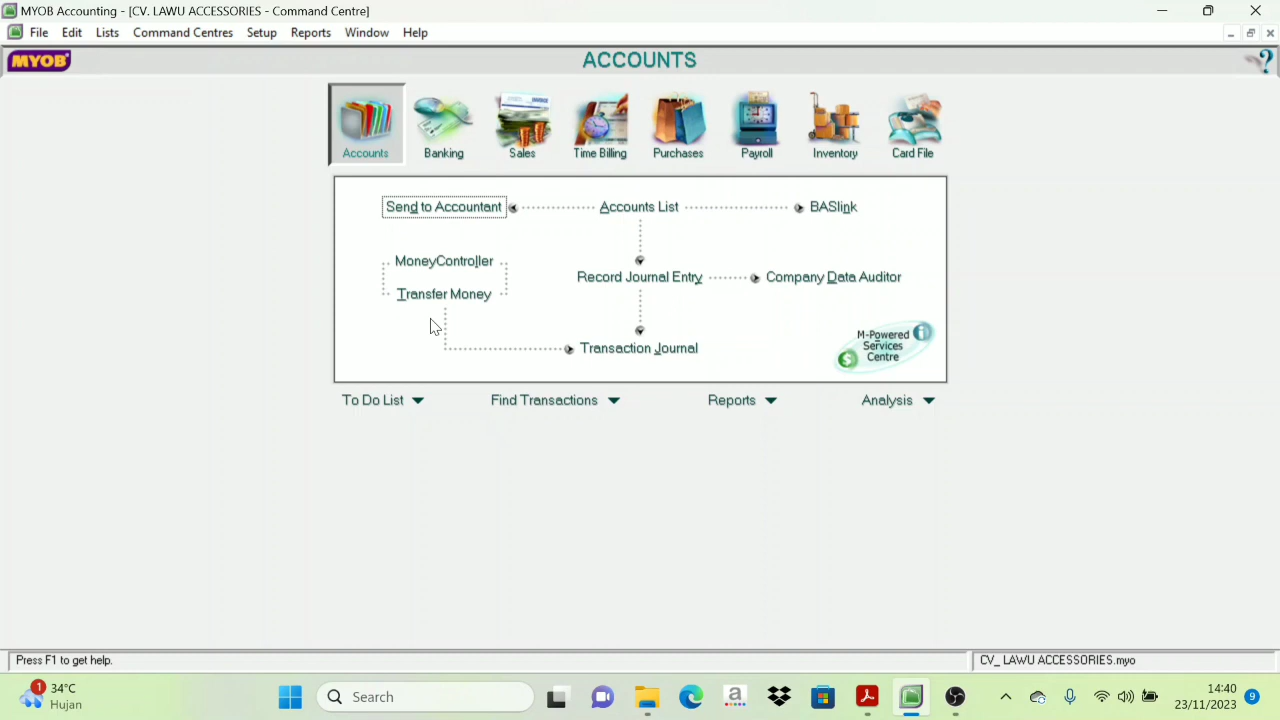 MYOB Accounting - [CV. LAWU ACCESSORIES - Command Centre]
File Edit Lists Command Centres Setup Reports Window Help
MYOB
ACCOUNTS
?
Accounts Banking Sales Time Billing Purchases Payroll Inventory Card File
Send to Accountant Accounts List BASlink
MoneyController
Record Journal Entry Company Data Auditor
Transfer Money
M-Powered
Services
Centre
Transaction Journal
To Do List Find Transactions Reports Analysis
Press F1 to get help. CV_ LAWU ACCESSORIES.myo
1 34°C
Hujan
Search
14:40
23/11/2023 9